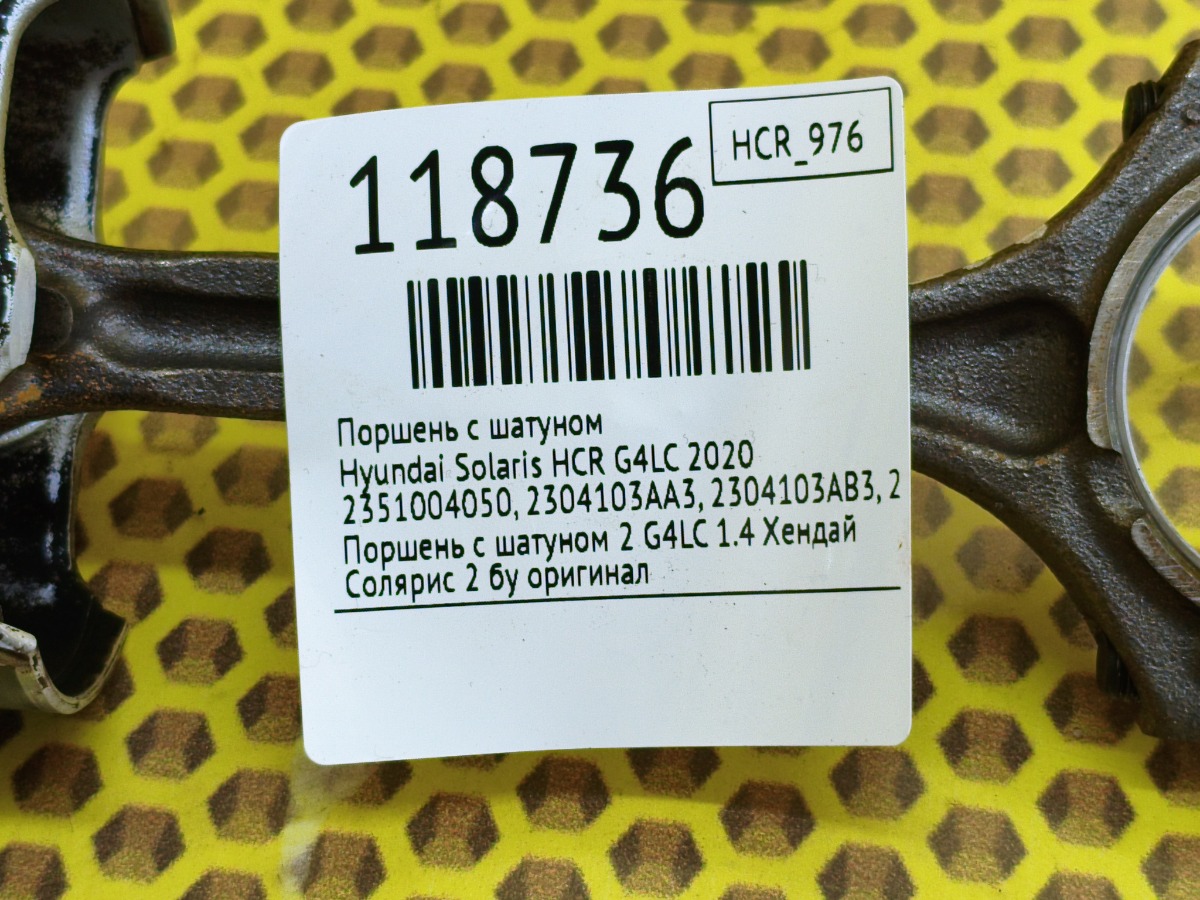 HCR_976
118736
Поршень с шатуном
Hyundai Solaris HCR G4LC 2020
2351004050, 2304103AA3, 2304103AB3, 2
Поршень с шатуном 2 G4LC 1.4 Хендай
Солярис 2 бу оригинал